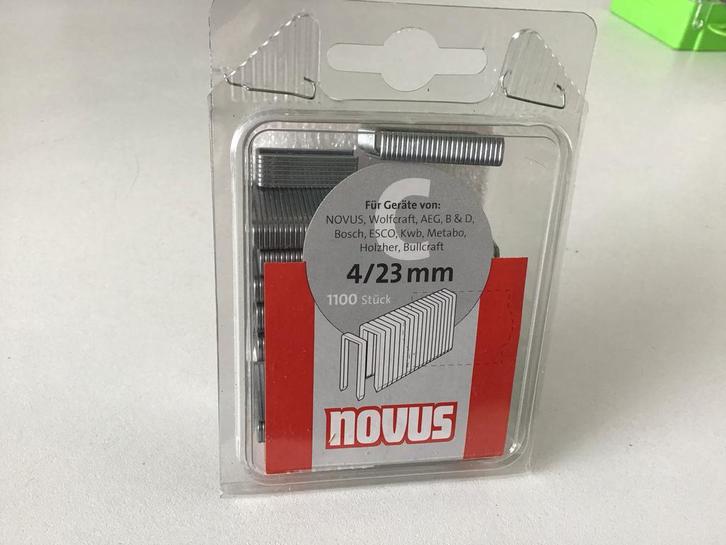 C
Für Geräte von:
NOVUS, Wolfcraft, AEG, B & D,
Bosch, ESCO, Kwb, Metabo,
Holzher, Bullcraft
4/23 mm
1100 Stück
novus